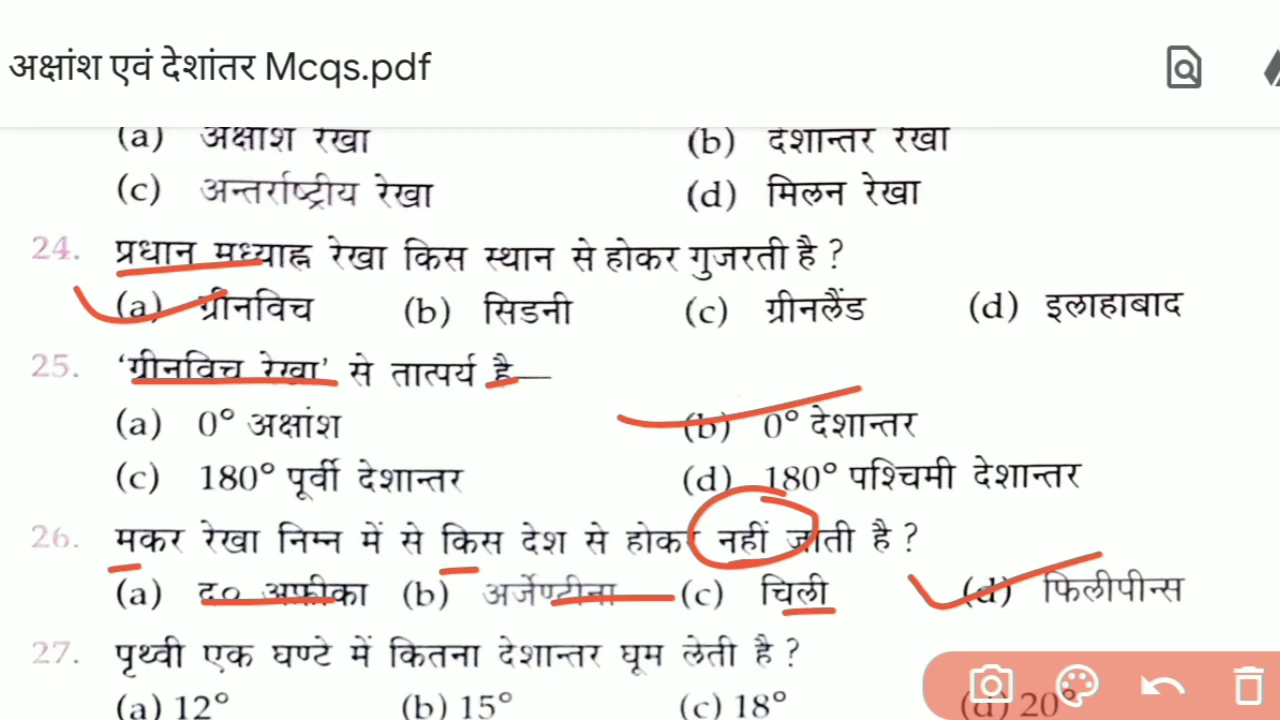 अक्षांश एवं देशांतर Mcqs.pdf
(a) अक्षांश रेखा (b) देशान्तर रेखा
(c) अन्तर्राष्ट्रीय रेखा (d) मिलन रेखा
24. प्रधान मध्याह्न रेखा किस स्थान से होकर गुजरती है ?
(a) ग्रीनविच (b) सिडनी (c) ग्रीनलैंड (d) इलाहाबाद
25. ‘ग्रीनविच रेखा’ से तात्पर्य है—
(a) 0° अक्षांश (b) 0° देशान्तर
(c) 180° पूर्वी देशान्तर (d) 180° पश्चिमी देशान्तर
26. मकर रेखा निम्न में से किस देश से होकर नहीं जाती है ?
(a) द० अफ्रीका (b) अर्जेण्टीना (c) चिली (d) फिलीपीन्स
27. पृथ्वी एक घण्टे में कितना देशान्तर घूम लेती है ?
(a) 12° (b) 15° (c) 18° (d) 20°